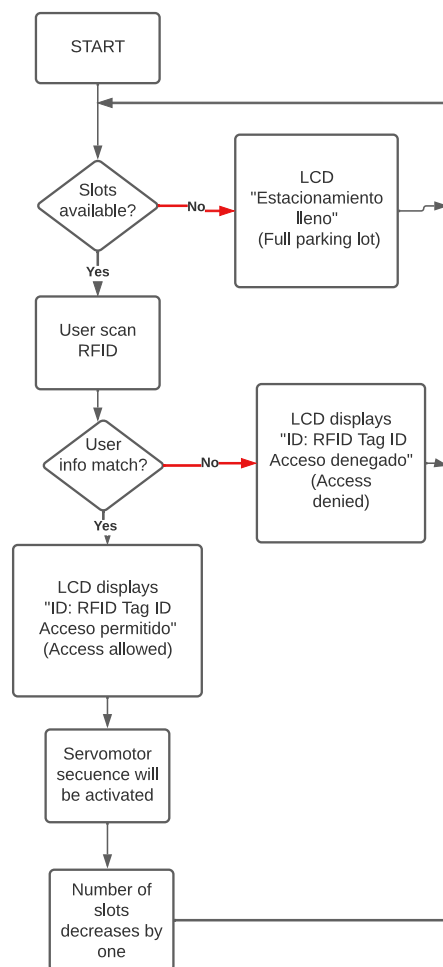 START
Slots
available?
No
LCD
"Estacionamiento
lleno"
(Full parking lot)
Yes
User scan
RFID
User
info match?
No
LCD displays
"ID: RFID Tag ID
Acceso denegado"
(Access
denied)
Yes
LCD displays
"ID: RFID Tag ID
Acceso permitido"
(Access allowed)
Servomotor
secuence will
be activated
Number of
slots
decreases by
one